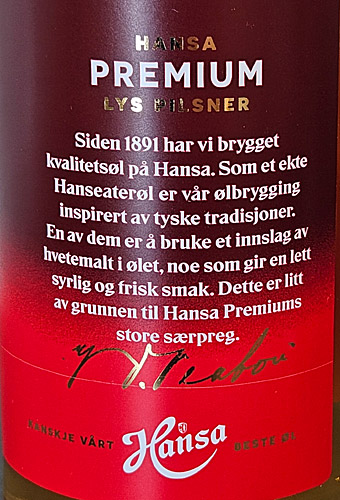 HANSA
PREMIUM
LYS PILSNER
Siden 1891 har vi brygget
kvalitetsøl på Hansa. Som et ekte
Hanseaterøl er vår ølbrygging
inspirert av tyske tradisjoner.
En av dem er å bruke et innslag av
hvetemalt i ølet, noe som gir en lett
syrlig og frisk smak. Dette er litt
av grunnen til Hansa Premiums
store særpreg.
KANSKJE VÅRT Hansa BESTE ØL